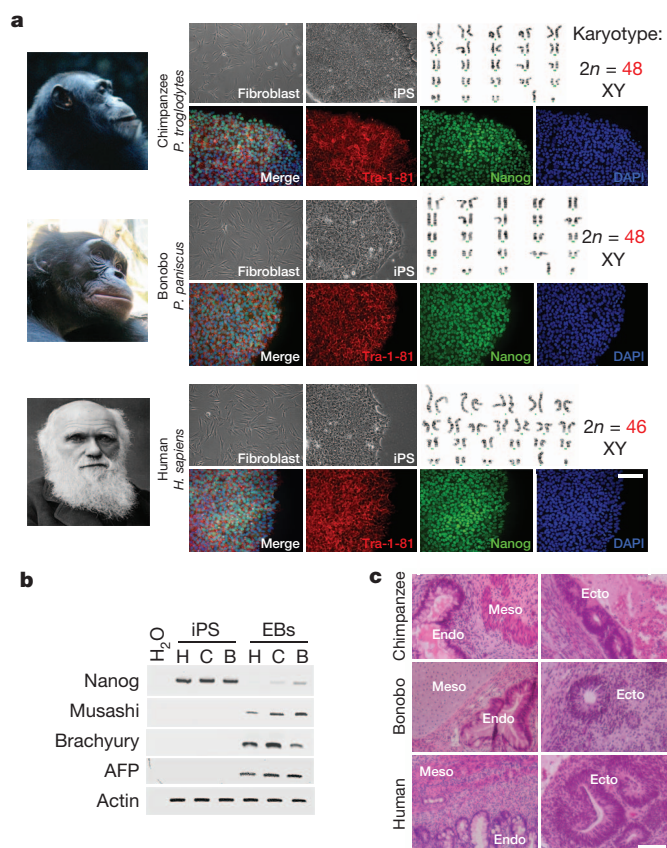 a
Chimpanzee
P. troglodytes
Fibroblast
iPS
Karyotype:
2n = 48
XY
Merge
Tra-1-81
Nanog
DAPI
Bonobo
P. paniscus
Fibroblast
iPS
2n = 48
XY
Merge
Tra-1-81
Nanog
DAPI
Human
H. sapiens
Fibroblast
iPS
2n = 46
XY
Merge
Tra-1-81
Nanog
DAPI
b
H2O
iPS
EBs
H C B H C B
Nanog
Musashi
Brachyury
AFP
Actin
c
Chimpanzee
Meso
Endo
Ecto
Bonobo
Meso
Endo
Ecto
Human
Meso
Endo
Ecto